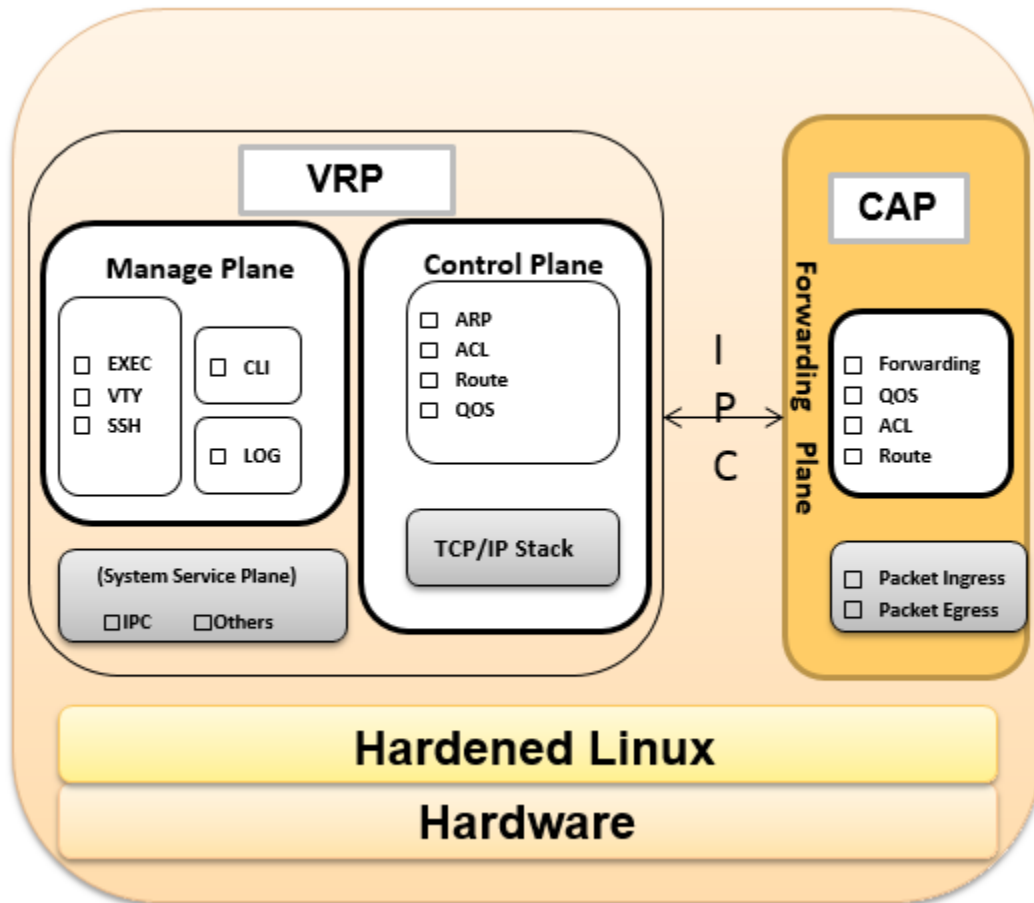 VRP
Manage Plane
EXEC
VTY
SSH
CLI
LOG
(System Service Plane)
IPC
Others
Control Plane
ARP
ACL
Route
QOS
TCP/IP Stack
I
P
C
CAP
Forwarding Plane
Forwarding
QOS
ACL
Route
Packet Ingress
Packet Egress
Hardened Linux
Hardware